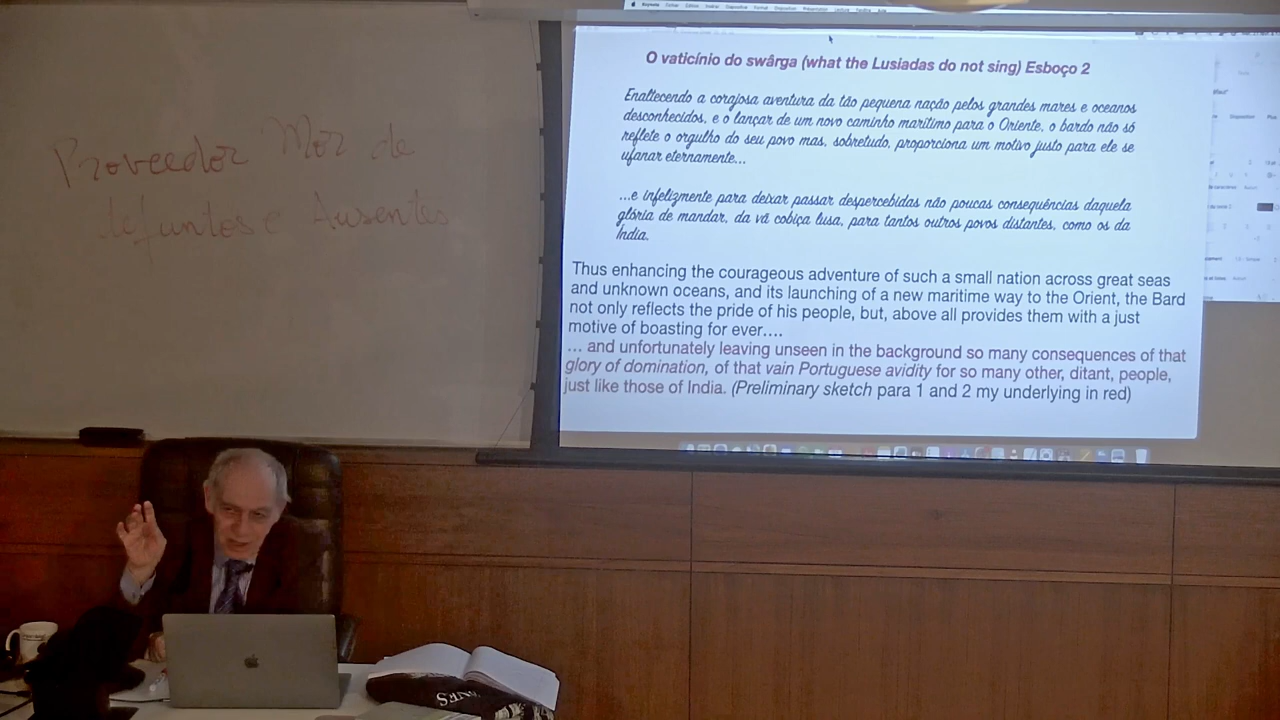 Proveedor Mor de
defuntos e Ausentes
Keynote
O vaticínio do swârga (what the Lusiadas do not sing) Esboço 2
Enaltecendo a corajosa aventura da tão pequena nação pelos grandes mares e oceanos
desconhecidos, e o lançar de um novo caminho marítimo para o Oriente, o bardo não só
reflete o orgulho do seu povo mas, sobretudo, proporciona um motivo justo para ele se
ufanar eternamente...
...e infelizmente para deixar passar despercebidas não poucas consequências daquela
glória de mandar, da vã cobiça lusa, para tantos outros povos distantes, como os da
Índia.
Thus enhancing the courageous adventure of such a small nation across great seas
and unknown oceans, and its launching of a new maritime way to the Orient, the Bard
not only reflects the pride of his people, but, above all provides them with a just
motive of boasting for ever....
... and unfortunately leaving unseen in the background so many consequences of that
glory of domination, of that vain Portuguese avidity for so many other, ditant, people,
just like those of India. (Preliminary sketch para 1 and 2 my underlying in red)